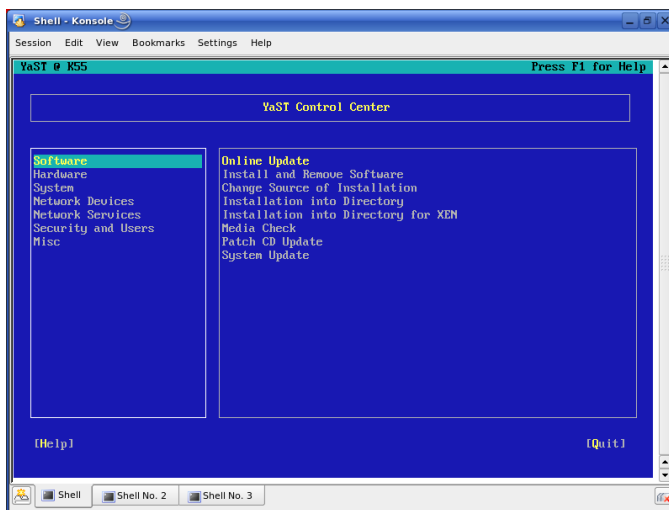 Shell - Konsole
Session Edit View Bookmarks Settings Help
YaST @ K55 Press F1 for Help
YaST Control Center
Software
Hardware
System
Network Devices
Network Services
Security and Users
Misc
Online Update
Install and Remove Software
Change Source of Installation
Installation into Directory
Installation into Directory for XEN
Media Check
Patch CD Update
System Update
[Help] [Quit]
Shell Shell No. 2 Shell No. 3